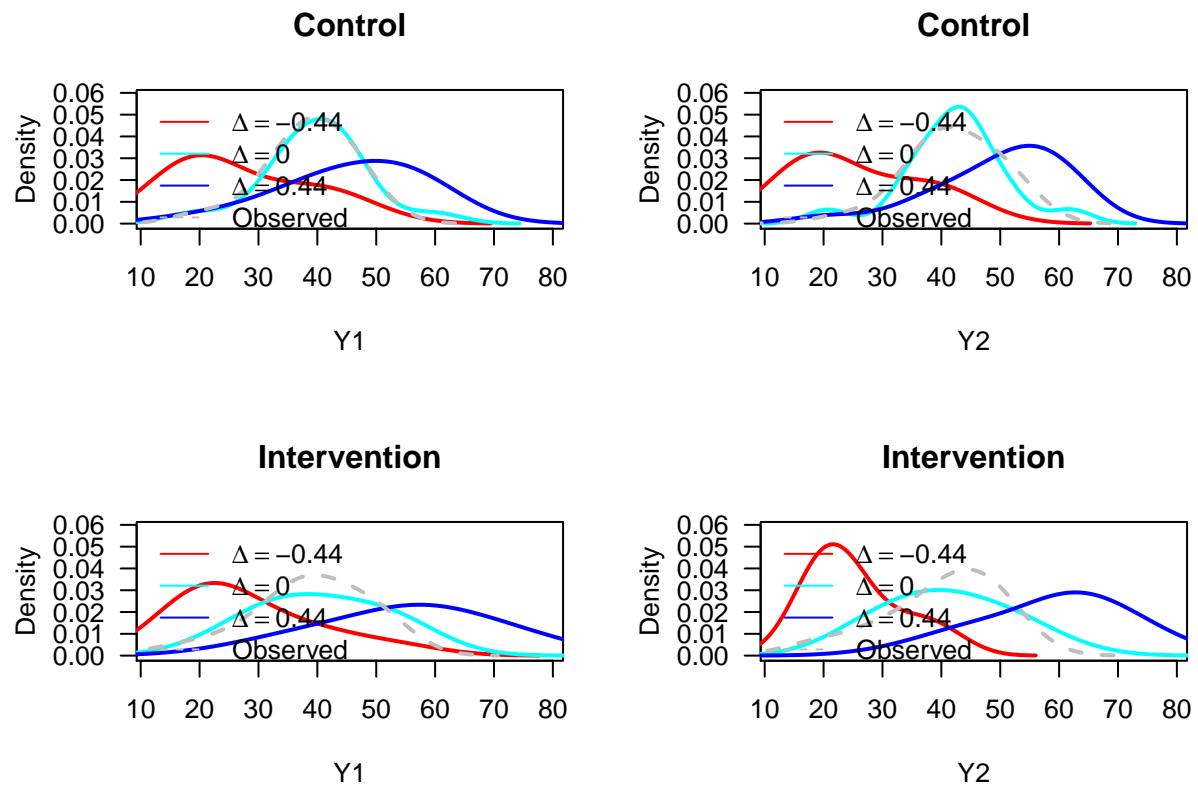 Control
Density
0.06
0.05
0.04
0.03
0.02
0.01
0.00
Δ = −0.44
Δ = 0
Δ = 0.44
Observed
10 20 30 40 50 60 70 80
Y1
Control
Density
0.06
0.05
0.04
0.03
0.02
0.01
0.00
Δ = −0.44
Δ = 0
Δ = 0.44
Observed
10 20 30 40 50 60 70 80
Y2
Intervention
Density
0.06
0.05
0.04
0.03
0.02
0.01
0.00
Δ = −0.44
Δ = 0
Δ = 0.44
Observed
10 20 30 40 50 60 70 80
Y1
Intervention
Density
0.06
0.05
0.04
0.03
0.02
0.01
0.00
Δ = −0.44
Δ = 0
Δ = 0.44
Observed
10 20 30 40 50 60 70 80
Y2